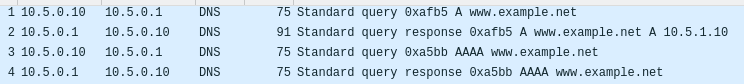 1 10.5.0.10 10.5.0.1 DNS 75 Standard query 0xafb5 A www.example.net
2 10.5.0.1 10.5.0.10 DNS 91 Standard query response 0xafb5 A www.example.net A 10.5.1.10
3 10.5.0.10 10.5.0.1 DNS 75 Standard query 0xa5bb AAAA www.example.net
4 10.5.0.1 10.5.0.10 DNS 75 Standard query response 0xa5bb AAAA www.example.net